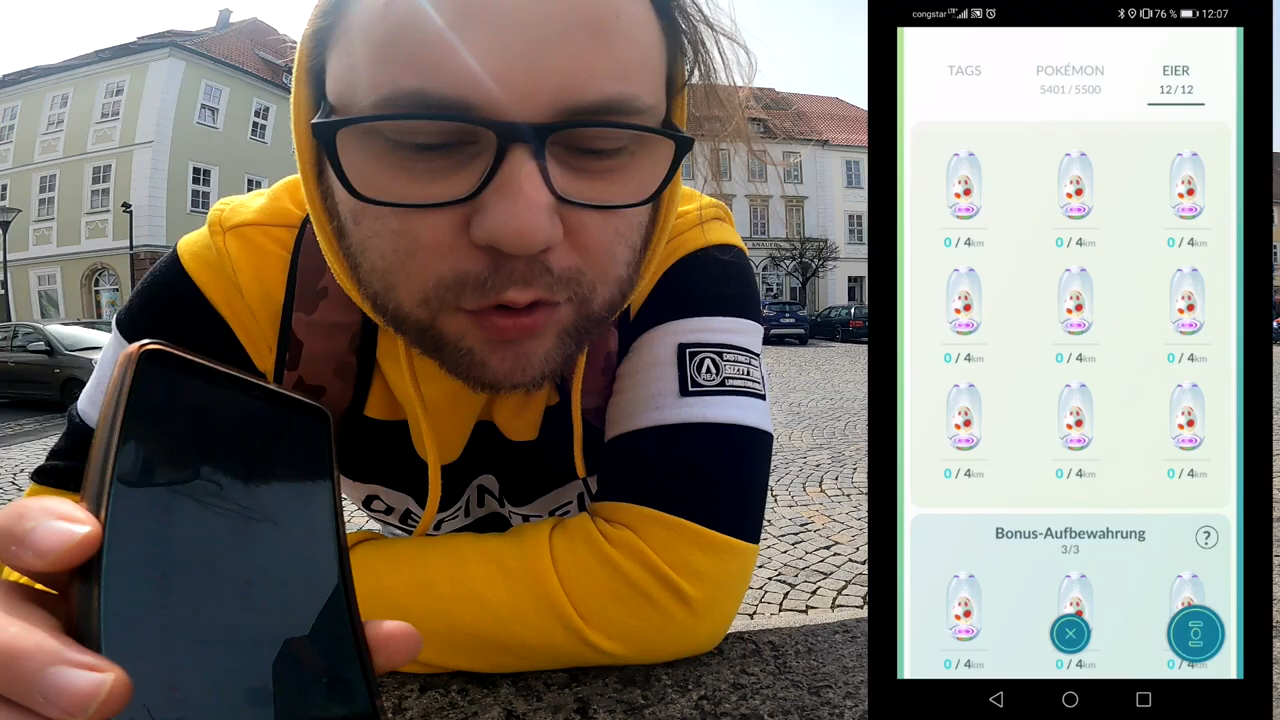 congstar
76 %
12:07
TAGS
POKÉMON
EIER
5401 / 5500
12 / 12
0 / 4km
0 / 4km
0 / 4km
0 / 4km
0 / 4km
0 / 4km
0 / 4km
0 / 4km
0 / 4km
Bonus-Aufbewahrung
?
3/3
0 / 4km
0 / 4km
0 / 4km
KNAUER
AREA
SIXTY
DEFIN